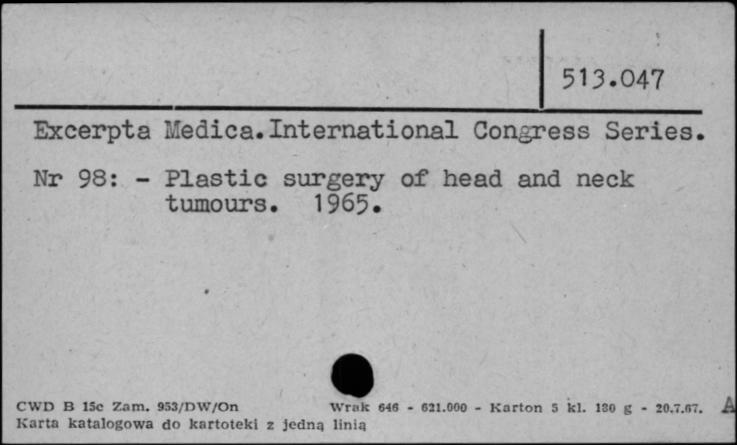 513.047
Excerpta Medica.International Congress Series.
Nr 98: - Plastic surgery of head and neck
tumours. 1965.
CWD B 15c Zam. 953/DW/On Wrak 646 - 621.000 - Karton 5 kl. 180 g - 20.7.67. A
Karta katalogowa do kartoteki z jedną linią